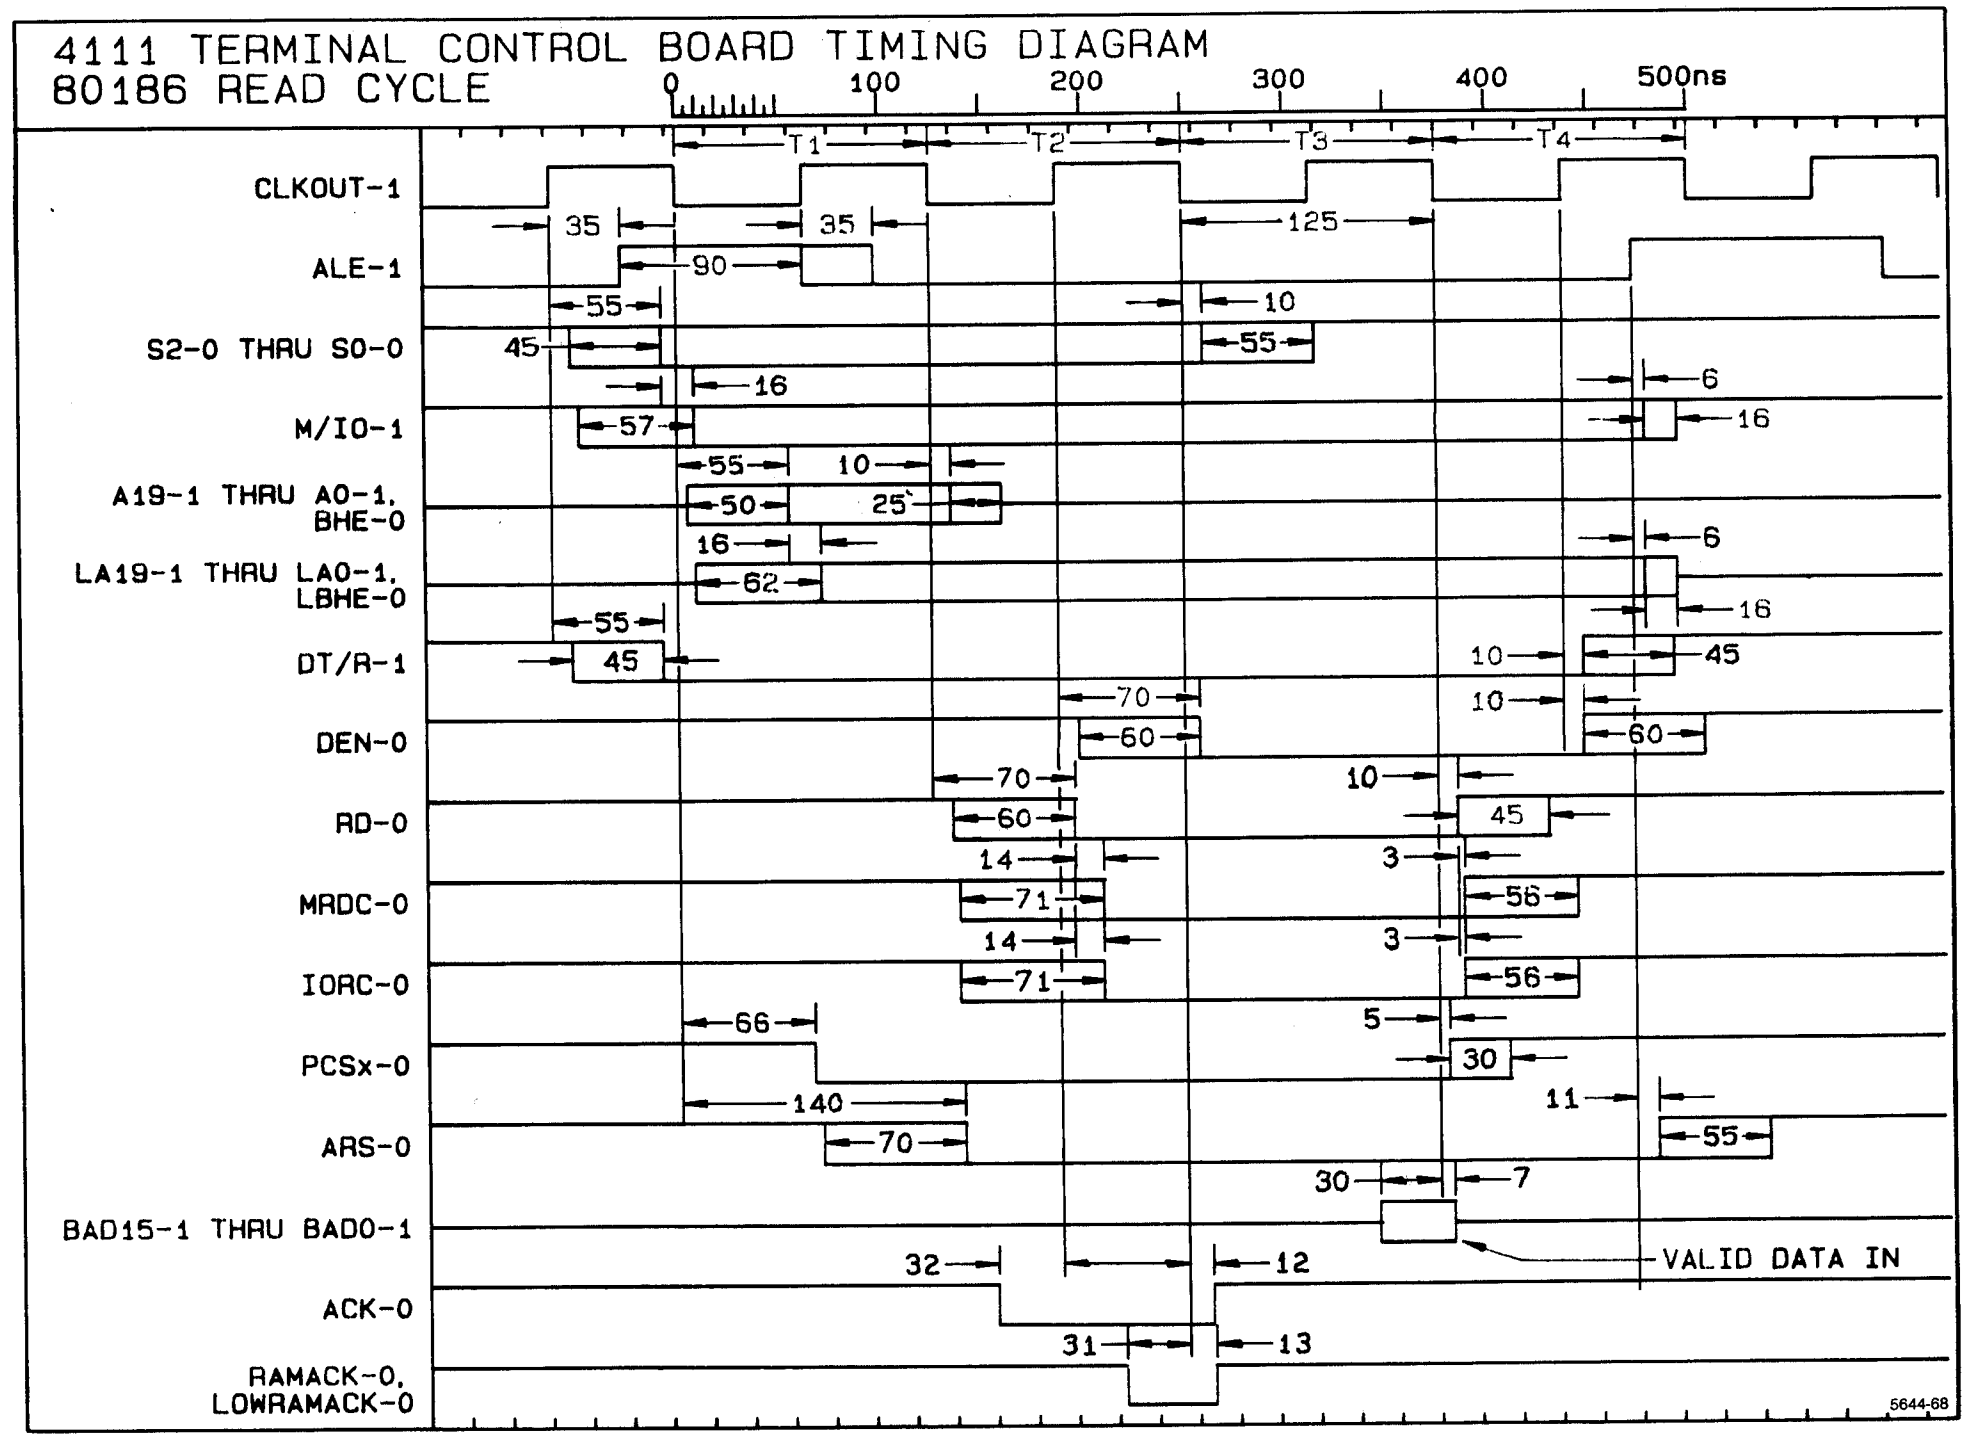 4111 TERMINAL CONTROL BOARD TIMING DIAGRAM
80186 READ CYCLE
0 100 200 300 400 500ns
T1 T2 T3 T4
CLKOUT-1
35 35 125
ALE-1
90
55 10
S2-0 THRU S0-0
45 55
16 6
M/IO-1
57 16
55 10
A19-1 THRU A0-1,
BHE-0
50 25
16 6
LA19-1 THRU LA0-1,
LBHE-0
62
55 16
DT/R-1
45 10 45
70 10
DEN-0
60 60
70 10
RD-0
60 45
14 3
MRDC-0
71 56
14 3
IORC-0
71 56
66 5
PCSx-0
30
140 11
ARS-0
70 55
30 7
BAD15-1 THRU BAD0-1
VALID DATA IN
32 12
ACK-0
31 13
RAMACK-0,
LOWRAMACK-0
5644-68